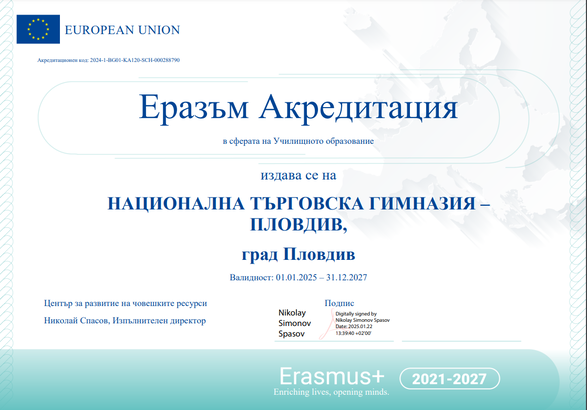 EUROPEAN UNION
Акредитационен код: 2024-1-BG01-KA120-SCH-000288790
Еразъм Акредитация
в сферата на Училищното образование
издава се на
НАЦИОНАЛНА ТЪРГОВСКА ГИМНАЗИЯ –
ПЛОВДИВ,
град Пловдив
Валидност: 01.01.2025 – 31.12.2027
Център за развитие на човешките ресурси
Подпис
Николай Спасов, Изпълнителен директор
Nikolay
Simonov
Spasov
Digitally signed by
Nikolay Simonov Spasov
Date: 2025.01.22
13:39:40 +02'00'
Erasmus+
2021-2027
Enriching lives, opening minds.